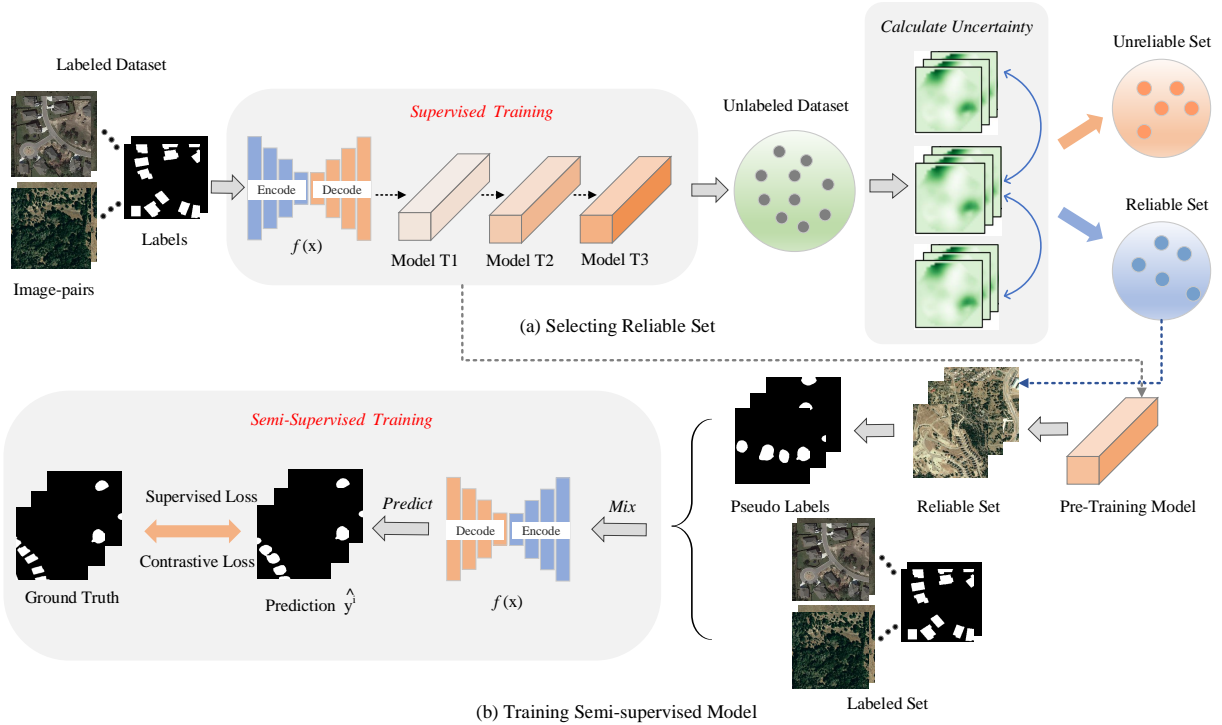 Labeled Dataset
Labels
Image-pairs
Supervised Training
Encode
Decode
f (x)
Model T1
Model T2
Model T3
Unlabeled Dataset
Calculate Uncertainty
Unreliable Set
Reliable Set
(a) Selecting Reliable Set
Semi-Supervised Training
Supervised Loss
Contrastive Loss
Ground Truth
Prediction ŷⁱ
Predict
Decode
Encode
f (x)
Mix
Pseudo Labels
Reliable Set
Pre-Training Model
Labeled Set
(b) Training Semi-supervised Model